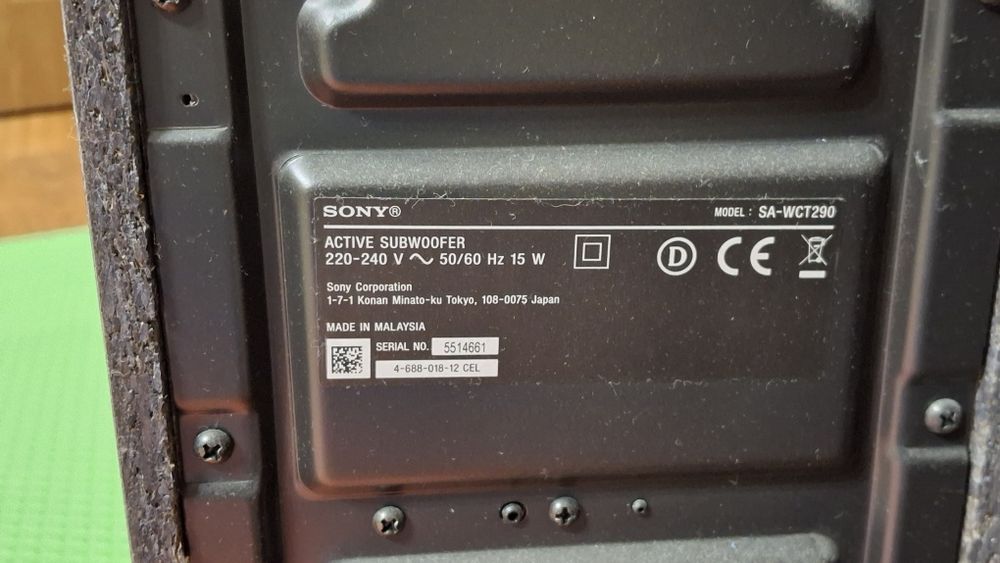 SONY® MODEL : SA-WCT290
ACTIVE SUBWOOFER
220-240 V ~ 50/60 Hz 15 W
D CE
Sony Corporation
1-7-1 Konan Minato-ku Tokyo, 108-0075 Japan
MADE IN MALAYSIA
SERIAL NO. 5514661
4-688-018-12 CEL